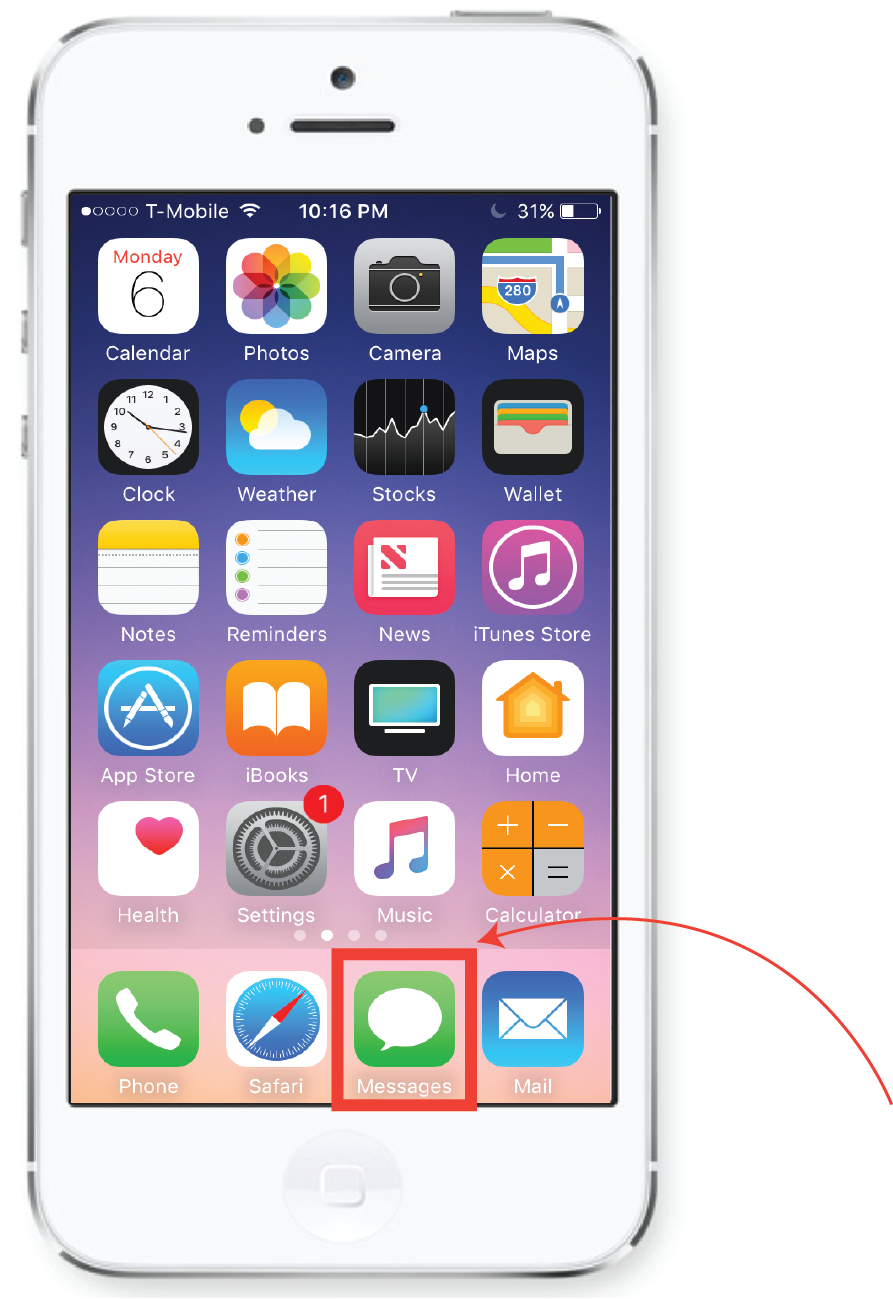 T-Mobile 10:16 PM 31%
Monday
6
280
Calendar Photos Camera Maps
12
11 1
10 2
9 3
8 4
7 5
6
Clock Weather Stocks Wallet
Notes Reminders News iTunes Store
App Store iBooks TV Home
1
+ −
× =
Health Settings Music Calculator
Phone Safari Messages Mail